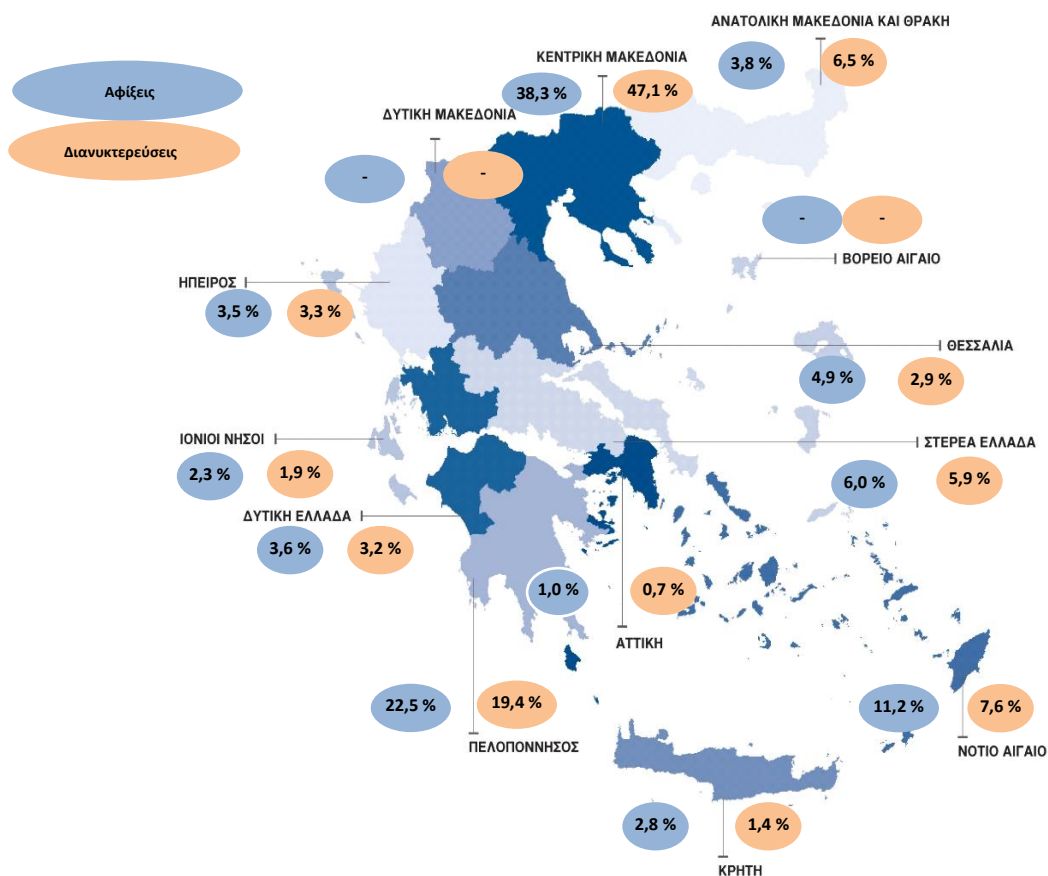 ΑΝΑΤΟΛΙΚΗ ΜΑΚΕΔΟΝΙΑ ΚΑΙ ΘΡΑΚΗ
3,8 % 6,5 %
ΚΕΝΤΡΙΚΗ ΜΑΚΕΔΟΝΙΑ
38,3 % 47,1 %
Αφίξεις
Διανυκτερεύσεις
ΔΥΤΙΚΗ ΜΑΚΕΔΟΝΙΑ
- -
- -
ΒΟΡΕΙΟ ΑΙΓΑΙΟ
ΗΠΕΙΡΟΣ
3,5 % 3,3 %
ΘΕΣΣΑΛΙΑ
4,9 % 2,9 %
ΙΟΝΙΟΙ ΝΗΣΟΙ
2,3 % 1,9 %
ΣΤΕΡΕΑ ΕΛΛΑΔΑ
6,0 % 5,9 %
ΔΥΤΙΚΗ ΕΛΛΑΔΑ
3,6 % 3,2 %
1,0 % 0,7 %
ΑΤΤΙΚΗ
22,5 % 19,4 %
ΠΕΛΟΠΟΝΝΗΣΟΣ
11,2 % 7,6 %
ΝΟΤΙΟ ΑΙΓΑΙΟ
2,8 % 1,4 %
ΚΡΗΤΗ